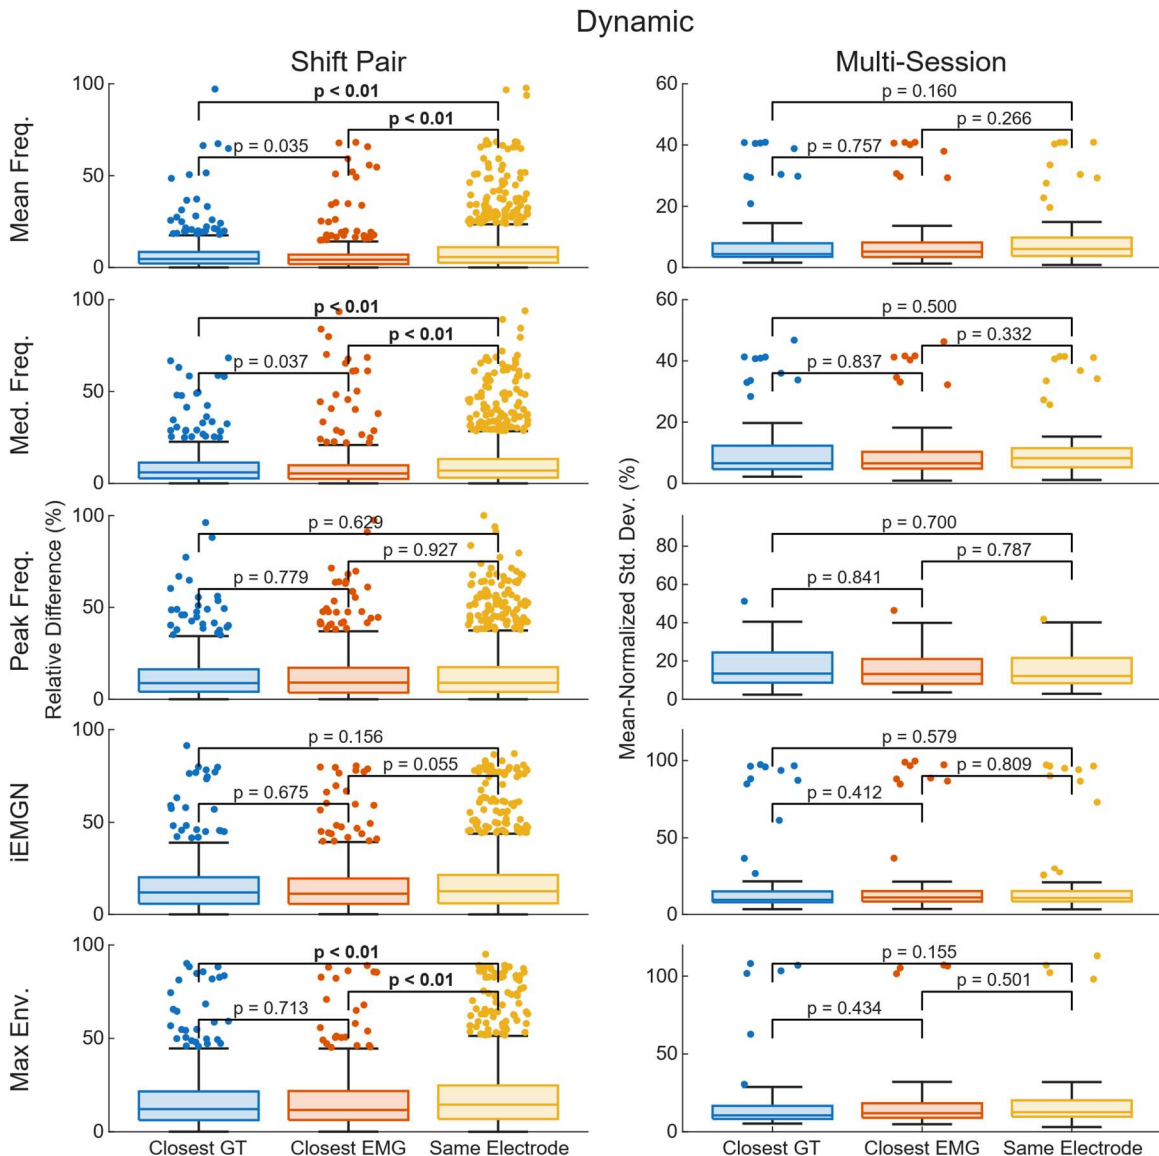 Dynamic
Shift Pair
Multi-Session
Mean Freq.
100
50
0
p < 0.01
p < 0.01
p = 0.035
60
40
20
0
p = 0.160
p = 0.266
p = 0.757
Med. Freq.
100
50
0
p < 0.01
p < 0.01
p = 0.037
60
40
20
0
p = 0.500
p = 0.332
p = 0.837
Relative Difference (%)
Mean-Normalized Std. Dev. (%)
Peak Freq.
100
50
0
p = 0.629
p = 0.927
p = 0.779
80
60
40
20
0
p = 0.700
p = 0.787
p = 0.841
iEMGN
100
50
0
p = 0.156
p = 0.055
p = 0.675
100
50
0
p = 0.579
p = 0.809
p = 0.412
Max Env.
100
50
0
p < 0.01
p < 0.01
p = 0.713
100
50
0
p = 0.155
p = 0.501
p = 0.434
Closest GT Closest EMG Same Electrode
Closest GT Closest EMG Same Electrode